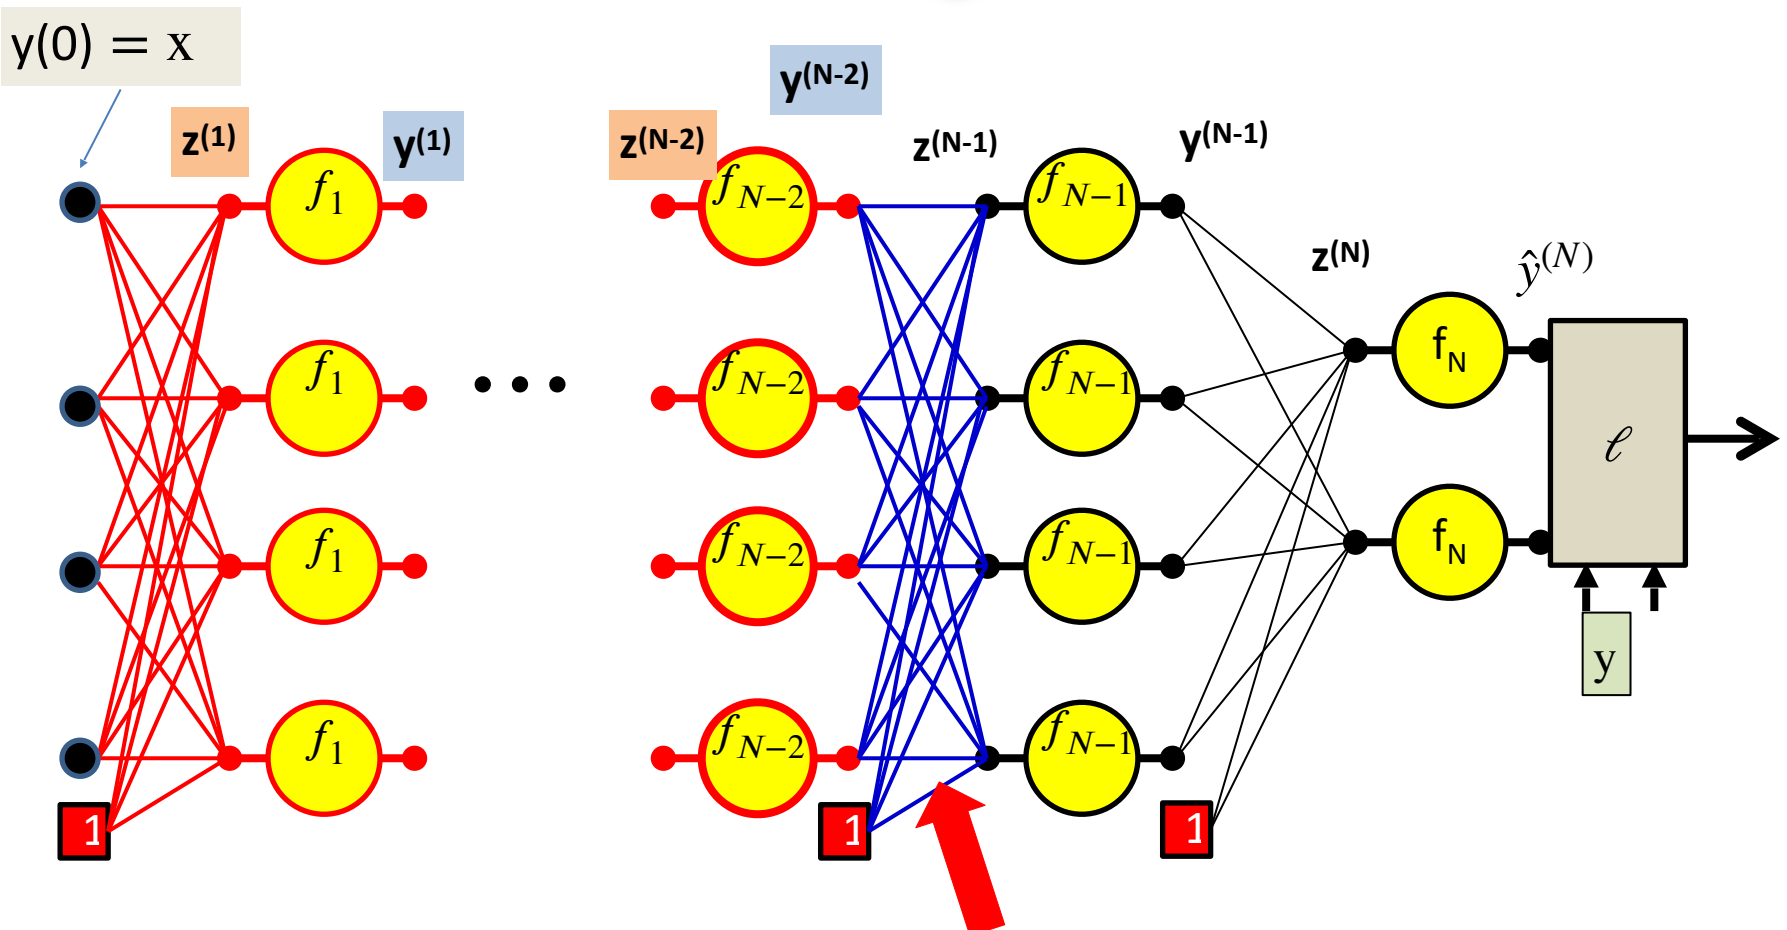 y(0) = x
z(1)
y(1)
z(N-2)
y(N-2)
z(N-1)
y(N-1)
z(N)
ŷ(N)
f1
fN−2
fN−1
f1
fN−2
fN−1
fN
f1
fN−2
fN−1
fN
f1
fN−2
fN−1
ℓ
y
1
1
1